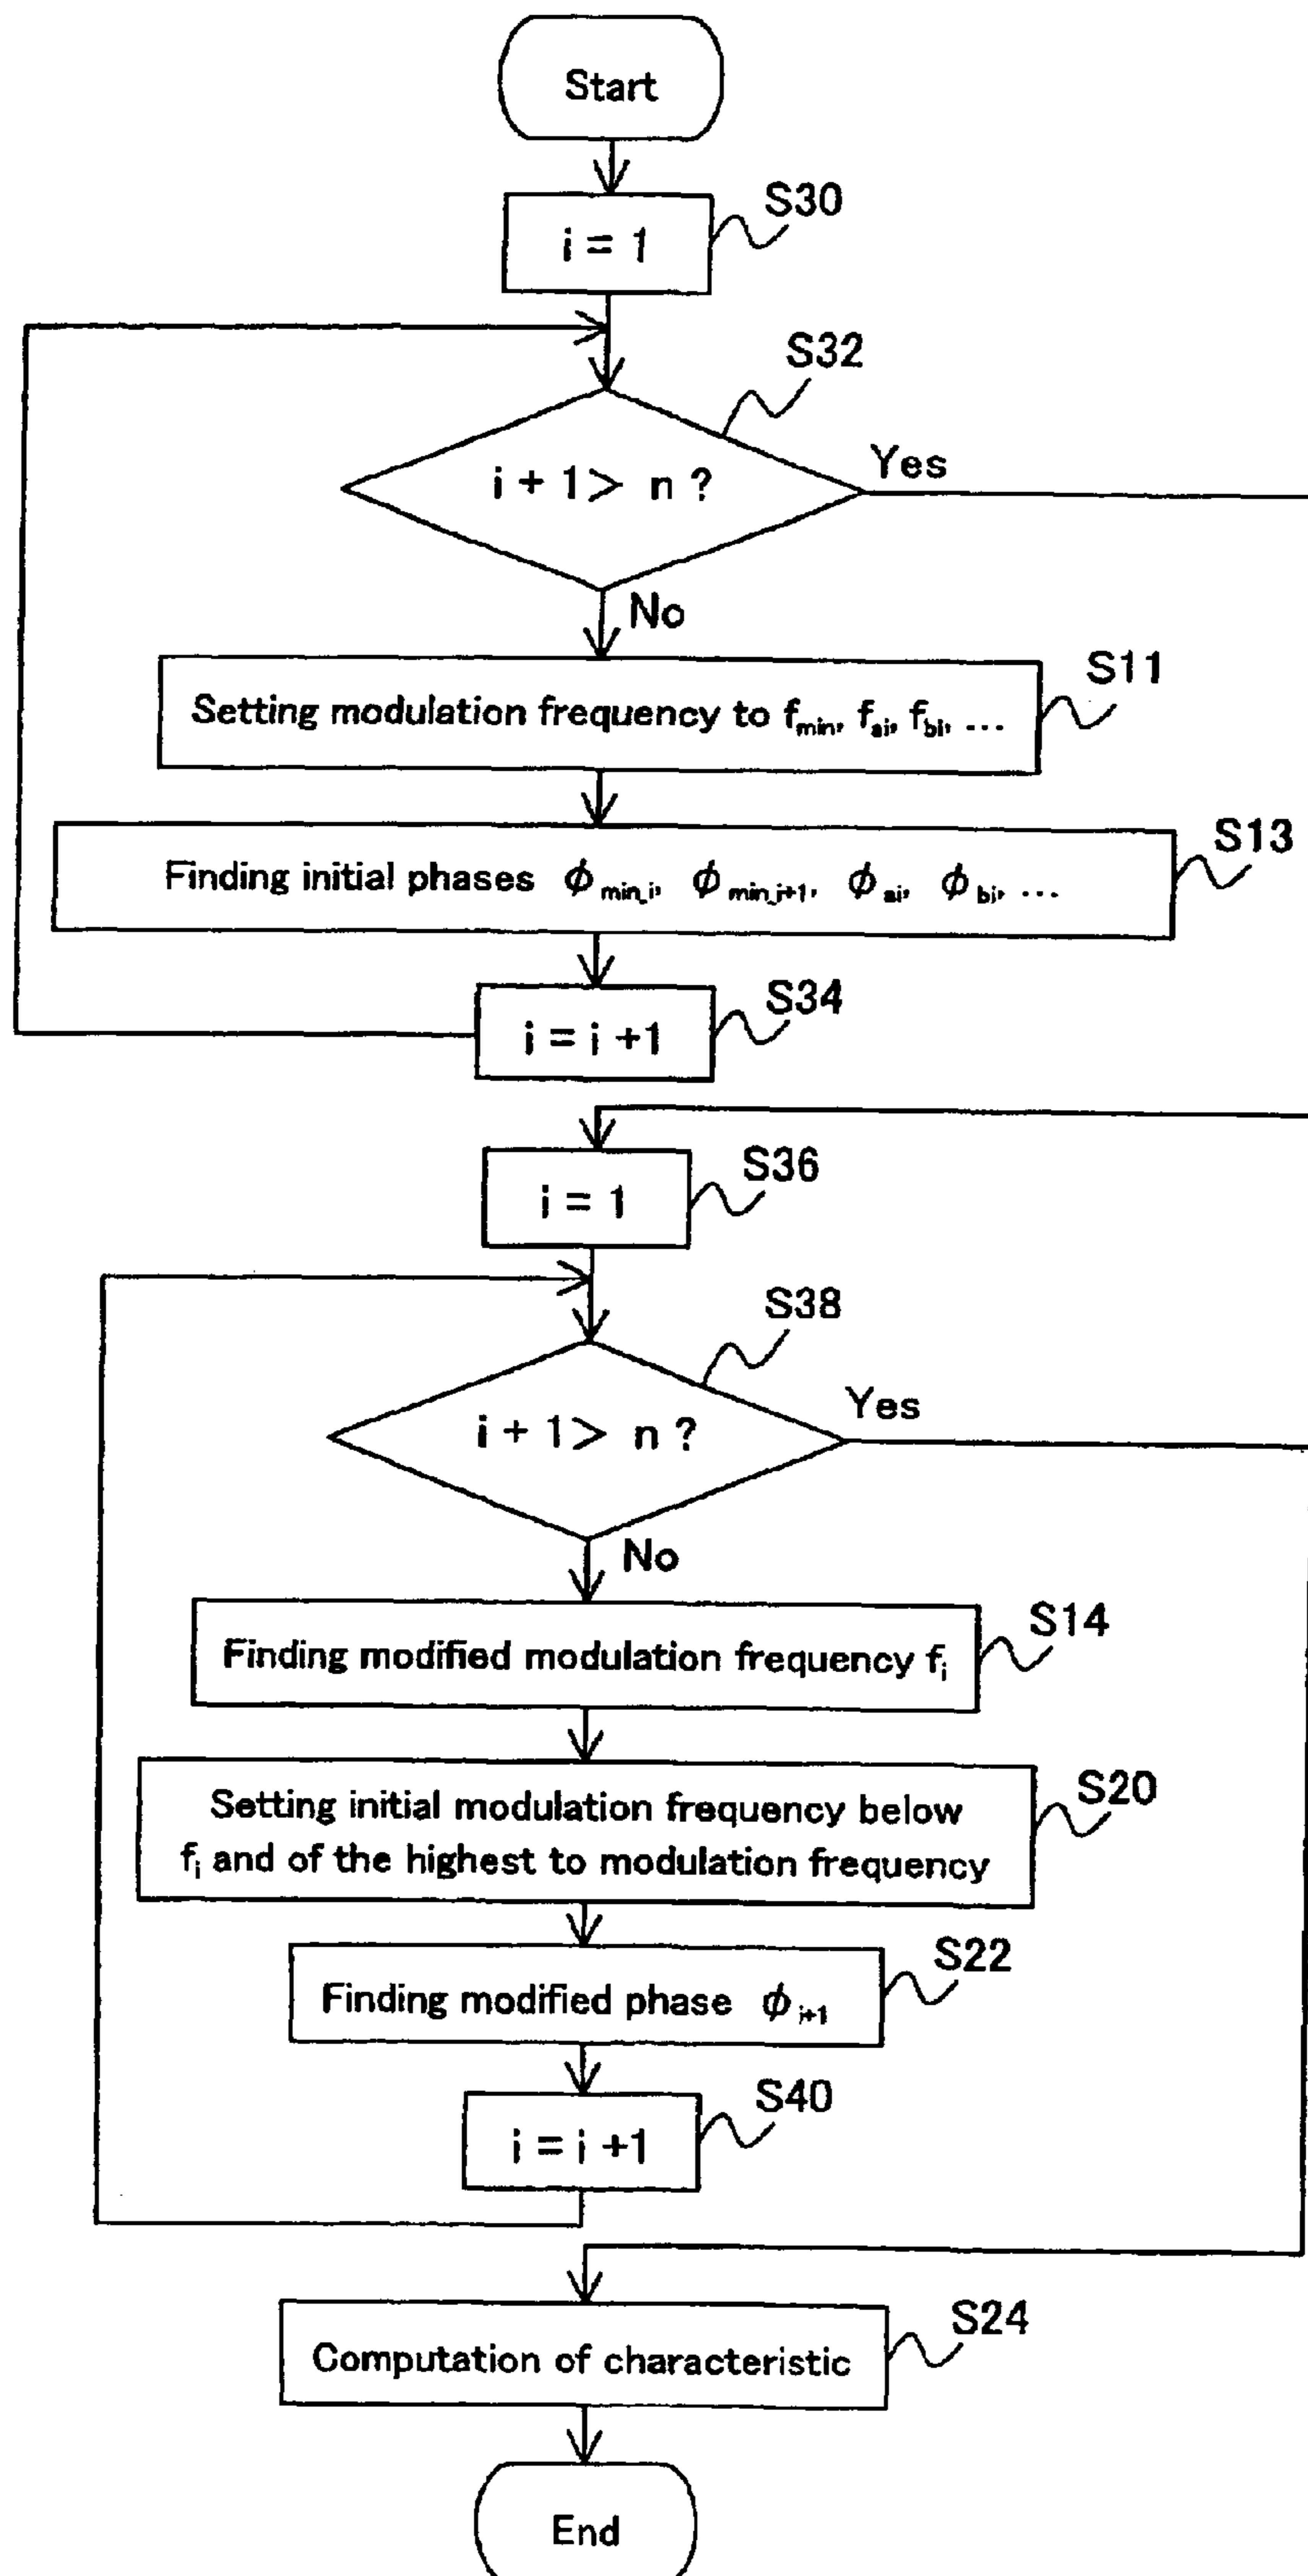 Start
S30
i = 1
S32
i + 1 > n ?
Yes
No
S11
Setting modulation frequency to f_min, f_ai, f_bi, ...
S13
Finding initial phases ϕ_min_i, ϕ_min_i+1, ϕ_ai, ϕ_bi, ...
S34
i = i +1
S36
i = 1
S38
i + 1 > n ?
Yes
No
S14
Finding modified modulation frequency f_i
S20
Setting initial modulation frequency below
f_i and of the highest to modulation frequency
S22
Finding modified phase ϕ_i+1
S40
i = i +1
S24
Computation of characteristic
End